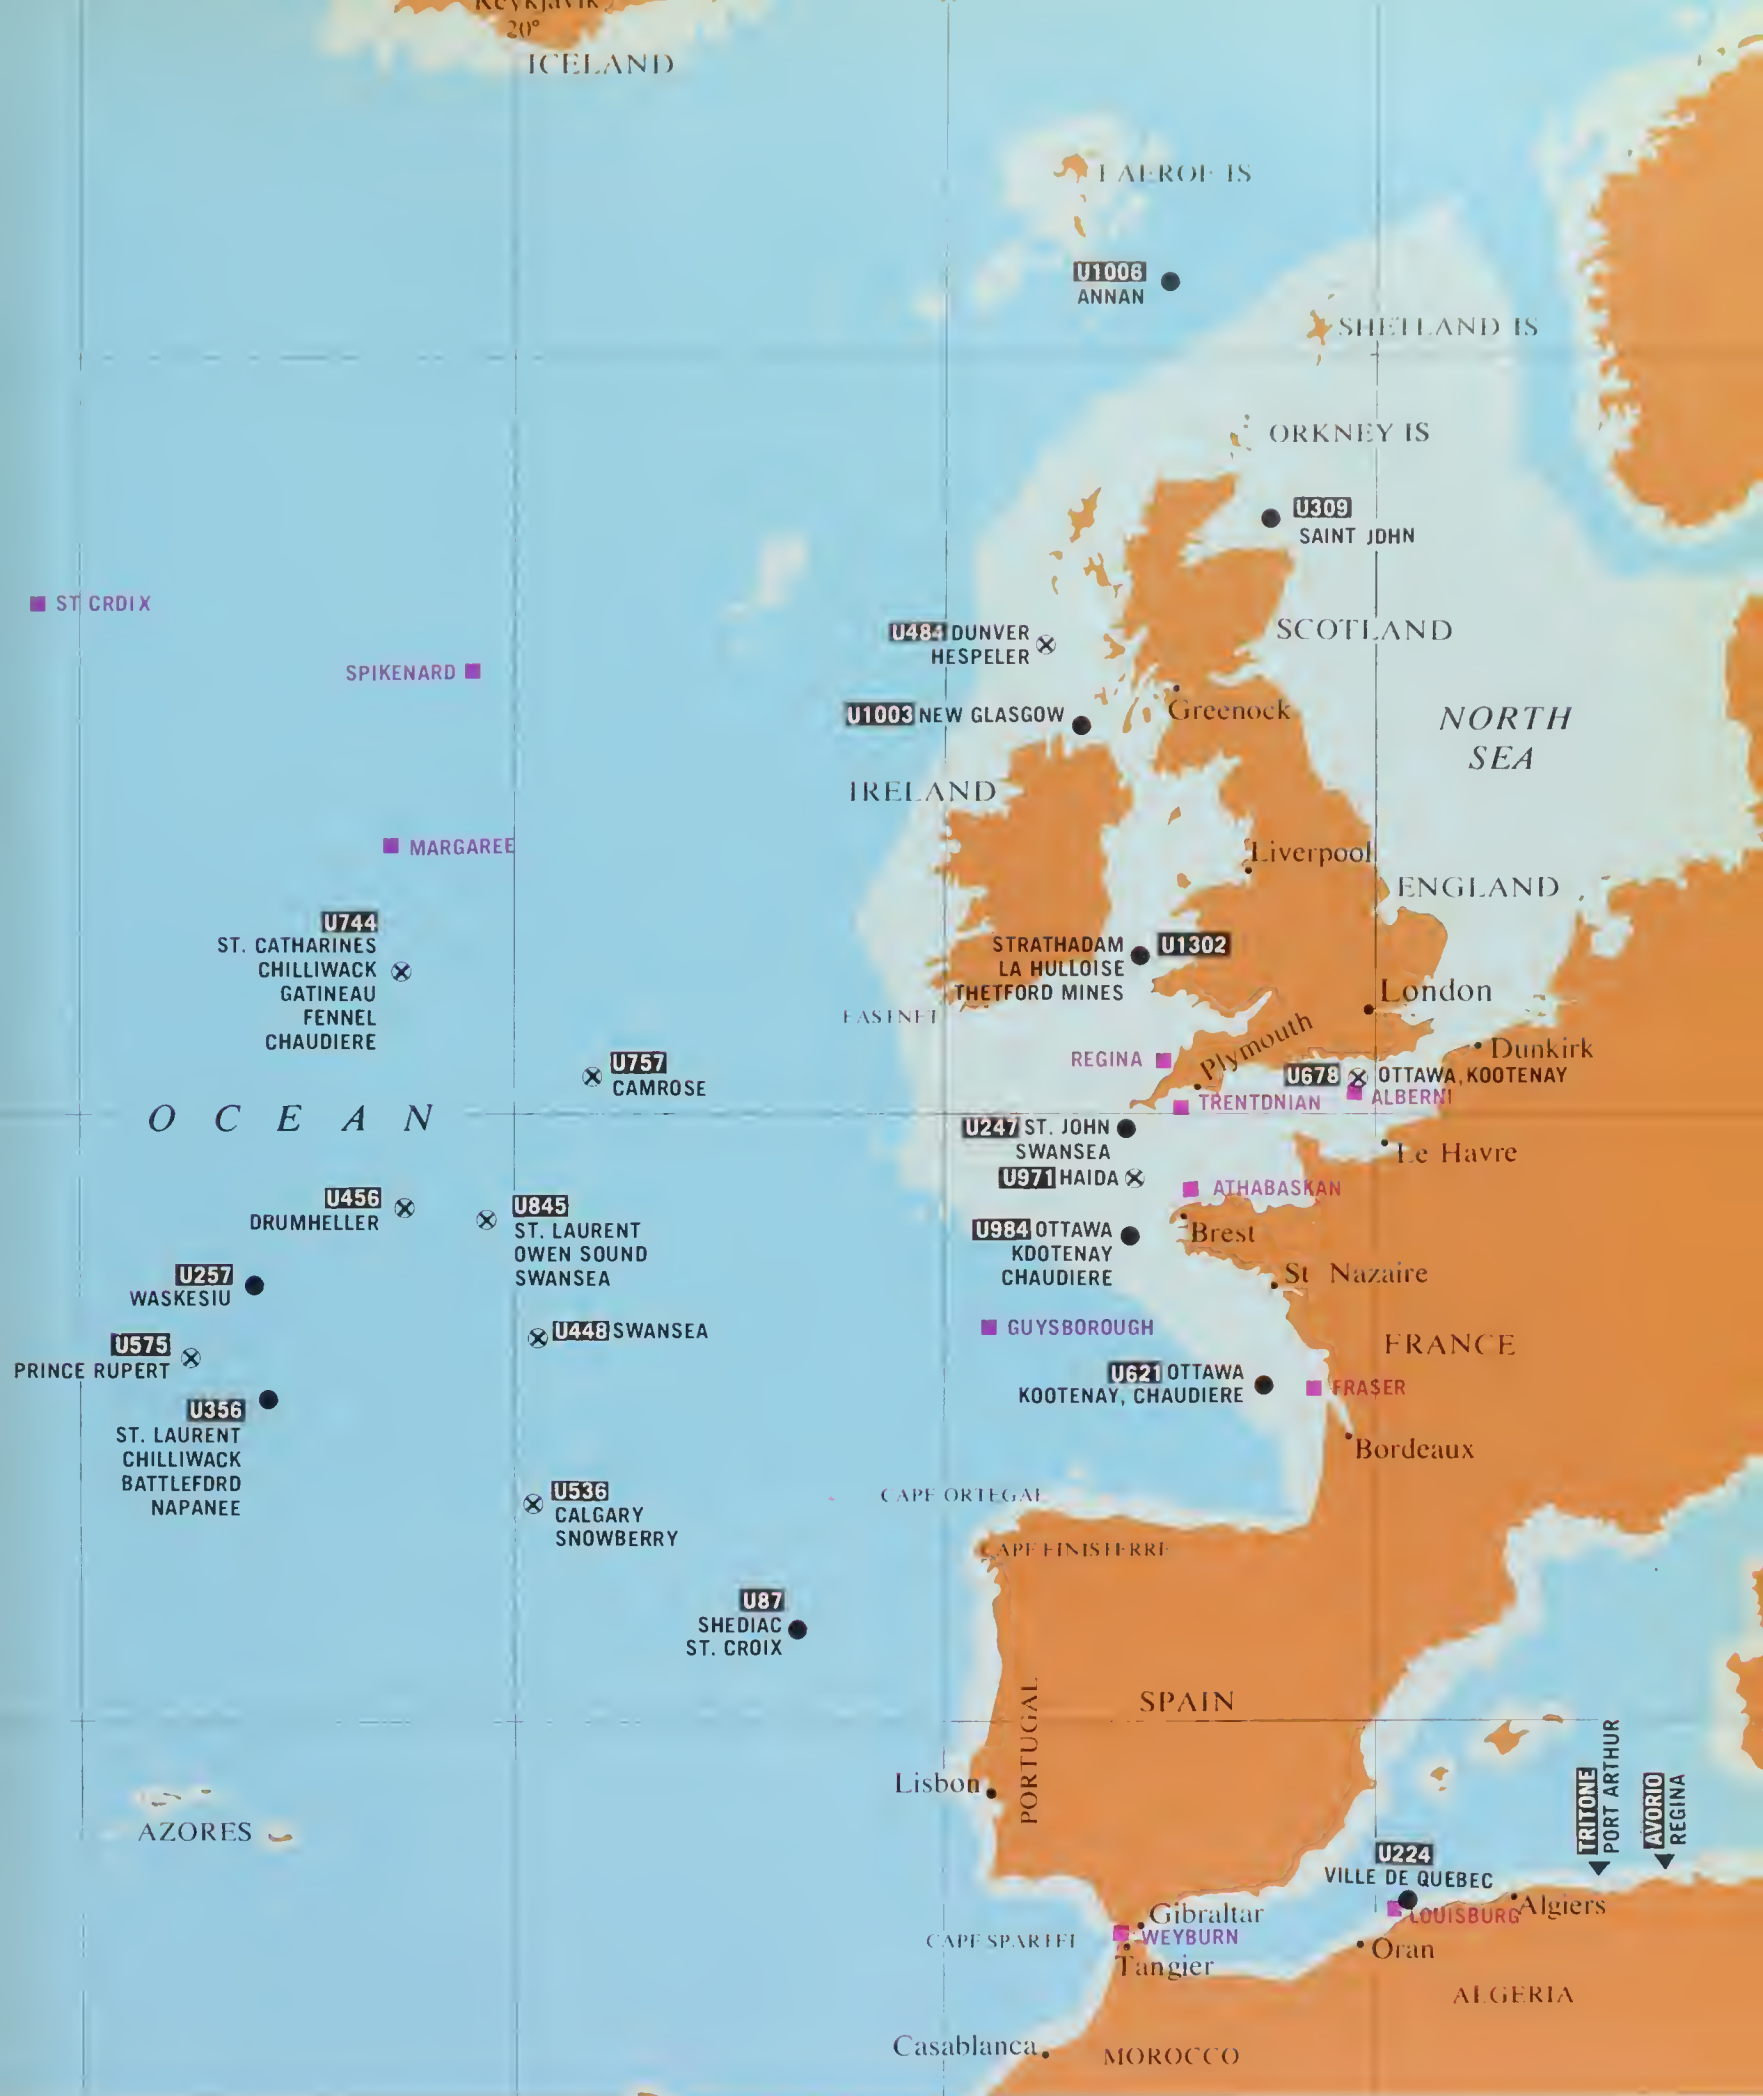 Reykjavik
20°
ICELAND
FAEROE IS
U1006
ANNAN
SHETLAND IS
ORKNEY IS
U309
SAINT JOHN
ST CROIX
SCOTLAND
U484 DUNVER
HESPELER
SPIKENARD
U1003 NEW GLASGOW
Greenock
NORTH
SEA
IRELAND
MARGAREE
Liverpool
ENGLAND
U744
ST. CATHARINES
CHILLIWACK
GATINEAU
FENNEL
CHAUDIERE
STRATHADAM
LA HULLOISE
THETFORD MINES
U1302
London
FASTNET
Plymouth
Dunkirk
REGINA
U757
CAMROSE
U678
OTTAWA, KOOTENAY
ALBERNI
TRENTONIAN
OCEAN
U247 ST. JOHN
SWANSEA
Le Havre
U971 HAIDA
ATHABASKAN
U456
DRUMHELLER
U845
ST. LAURENT
OWEN SOUND
SWANSEA
U984 OTTAWA
KOOTENAY
CHAUDIERE
Brest
St Nazaire
U257
WASKESIU
U448 SWANSEA
GUYSBOROUGH
FRANCE
U575
PRINCE RUPERT
U621 OTTAWA
KOOTENAY, CHAUDIERE
FRASER
U356
ST. LAURENT
CHILLIWACK
BATTLEFORD
NAPANEE
Bordeaux
CAPE ORTEGAL
U536
CALGARY
SNOWBERRY
CAPE FINISTERRE
U87
SHEDIAC
ST. CROIX
SPAIN
PORTUGAL
Lisbon
AZORES
TRITONE
PORT ARTHUR
AVORIO
REGINA
U224
VILLE DE QUEBEC
LOUISBURG
Algiers
Gibraltar
WEYBURN
CAPE SPARTEL
Tangier
Oran
ALGERIA
Casablanca
MOROCCO